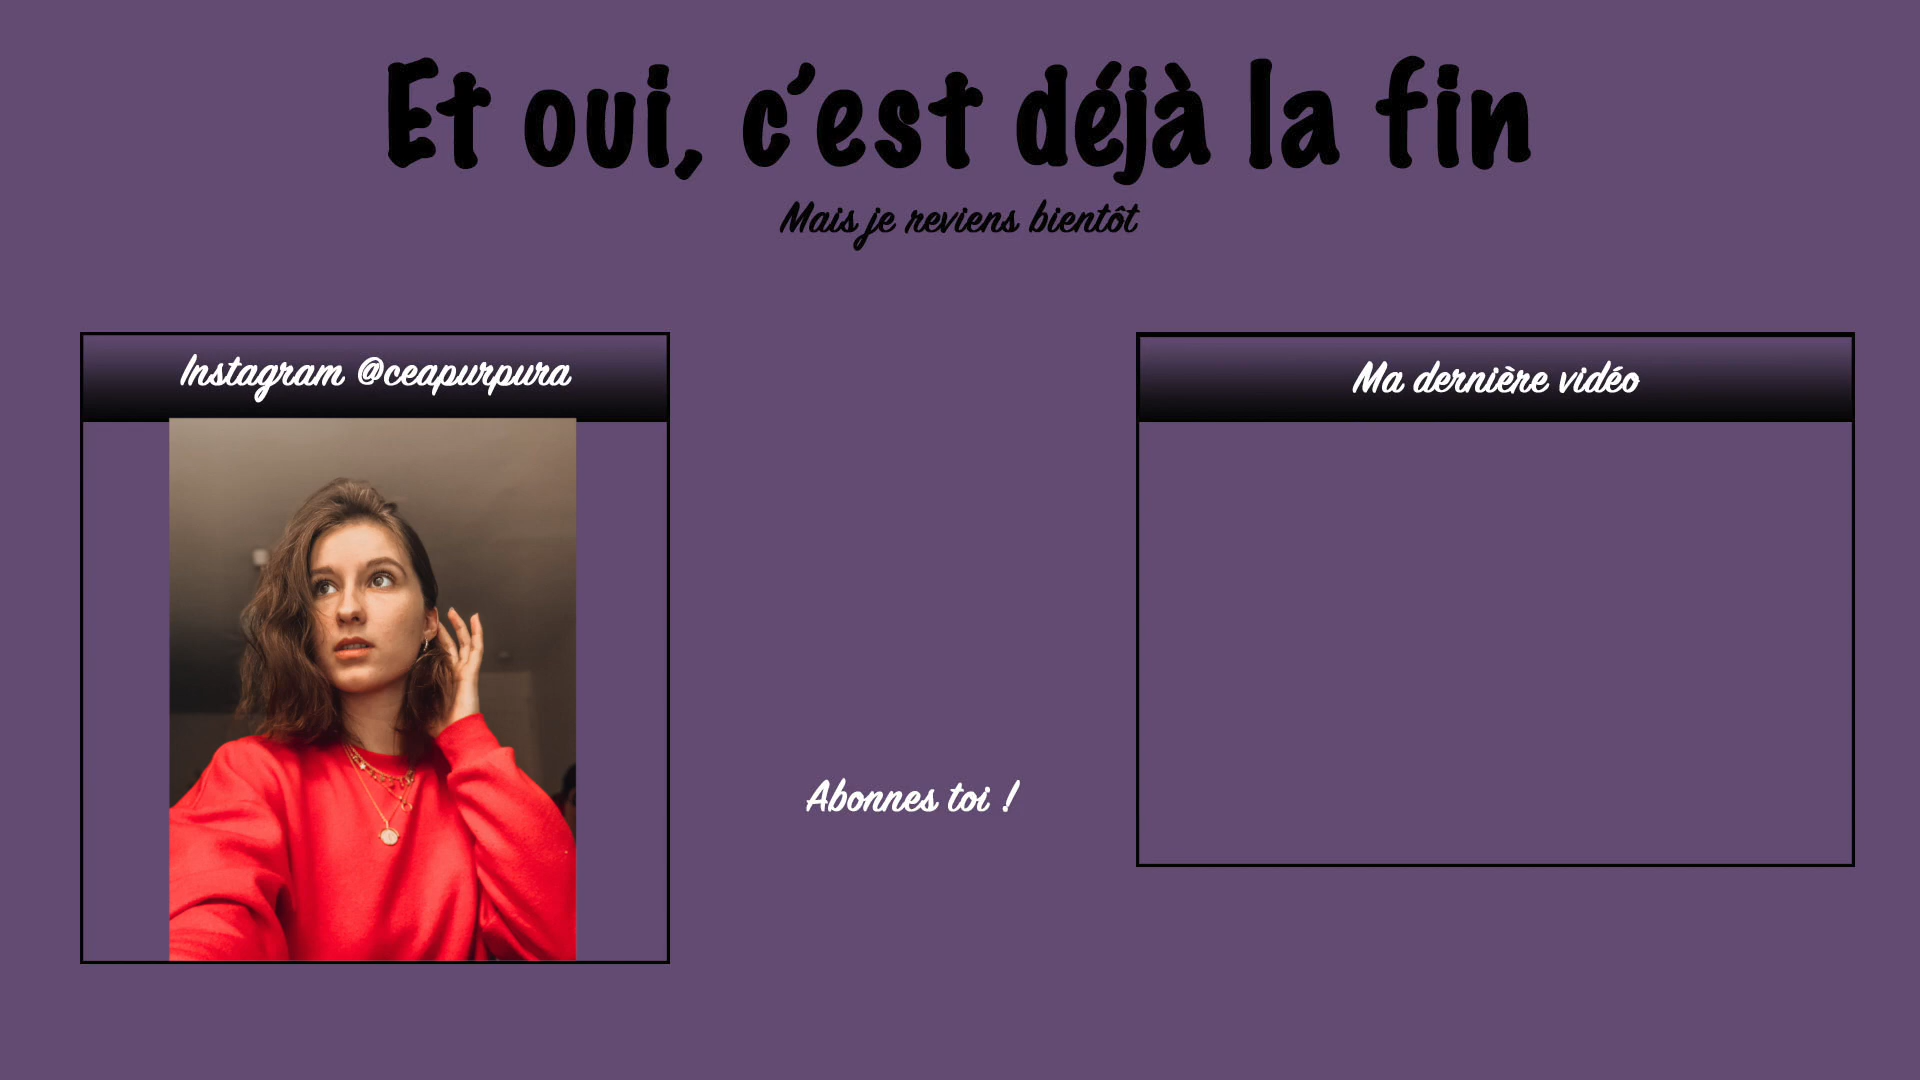 Et oui, c'est déjà la fin
Mais je reviens bientôt
Instagram @ceapurpura
Ma dernière vidéo
Abonnes toi !